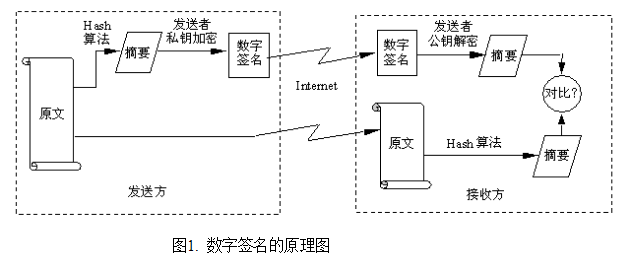 Hash
算法
摘要
发送者
私钥加密
数字
签名
原文
发送方
Internet
数字
签名
发送者
公钥解密
摘要
对比?
原文
Hash 算法
摘要
接收方
图1. 数字签名的原理图